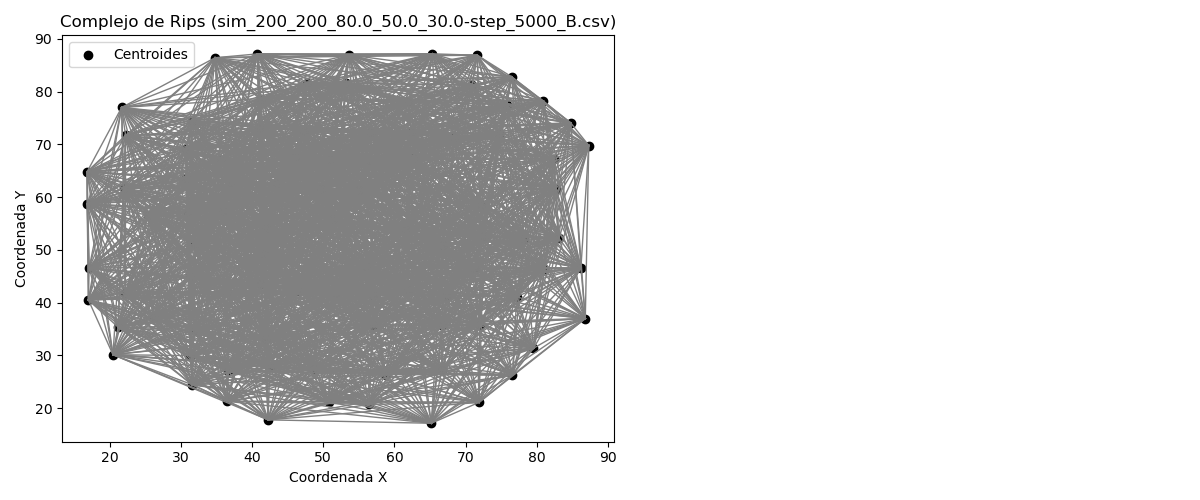 Complejo de Rips (sim_200_200_80.0_50.0_30.0-step_5000_B.csv)
Centroides
90
80
70
60
50
40
30
20
Coordenada Y
20 30 40 50 60 70 80 90
Coordenada X